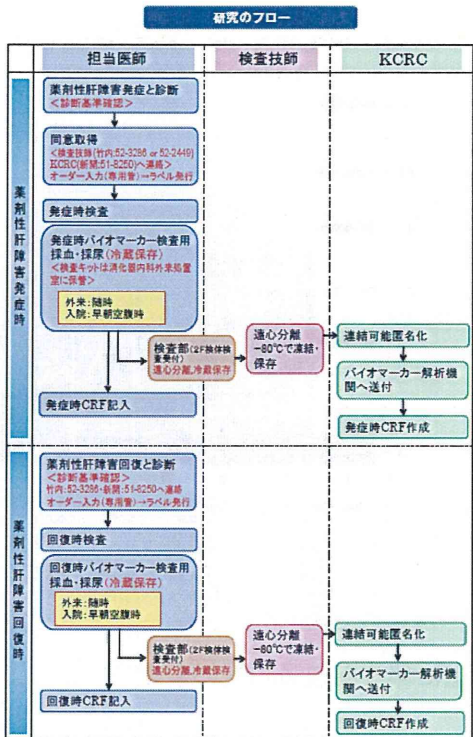 研究のフロー
担当医師
検査技師
KCRC
薬剤性肝障害発症時
薬剤性肝障害発症と診断
<診断基準確認>
同意取得
<検査技師(竹内:52-3286 or 52-2449)
KCRC(新開:51-8250)へ連絡>
オーダー入力(専用管)→ラベル発行
発症時検査
発症時バイオマーカー検査用
採血・採尿(冷蔵保存)
<検査キットは消化器内科外来処置
室に保管>
外来:随時
入院:早朝空腹時
検査部(2F検体検
査受付)
遠心分離,冷蔵保存
遠心分離
-80℃で凍結・
保存
連結可能匿名化
バイオマーカー解析機
関へ送付
発症時CRF記入
発症時CRF作成
薬剤性肝障害回復時
薬剤性肝障害回復と診断
<診断基準確認>
竹内:52-3286・新開:51-8250へ連絡
オーダー入力(専用管)→ラベル発行
回復時検査
回復時バイオマーカー検査用
採血・採尿(冷蔵保存)
外来:随時
入院:早朝空腹時
検査部(2F検体検
査受付)
遠心分離,冷蔵保存
遠心分離
-80℃で凍結・
保存
連結可能匿名化
バイオマーカー解析機
関へ送付
回復時CRF記入
回復時CRF作成